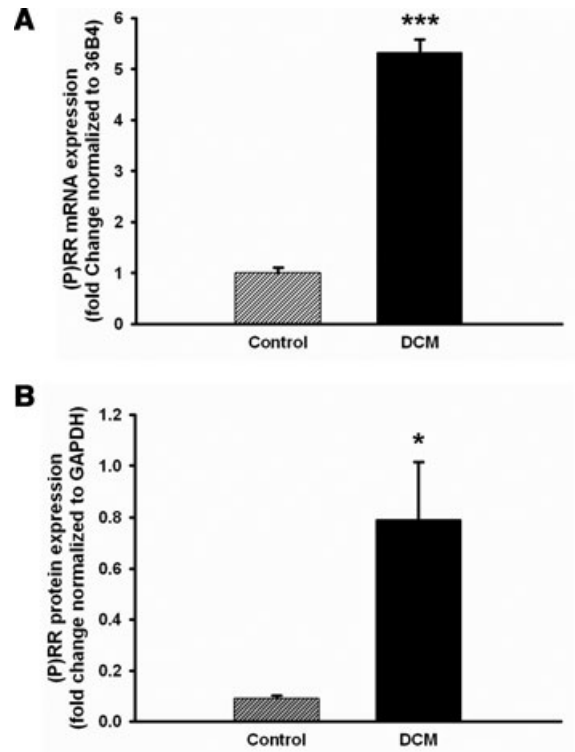 A
(P)RR mRNA expression
(fold Change normalized to 36B4)
6
5
4
3
2
1
0
***
Control
DCM
B
(P)RR protein expression
(fold change normalized to GAPDH)
1.2
1.0
0.8
0.6
0.4
0.2
0.0
*
Control
DCM